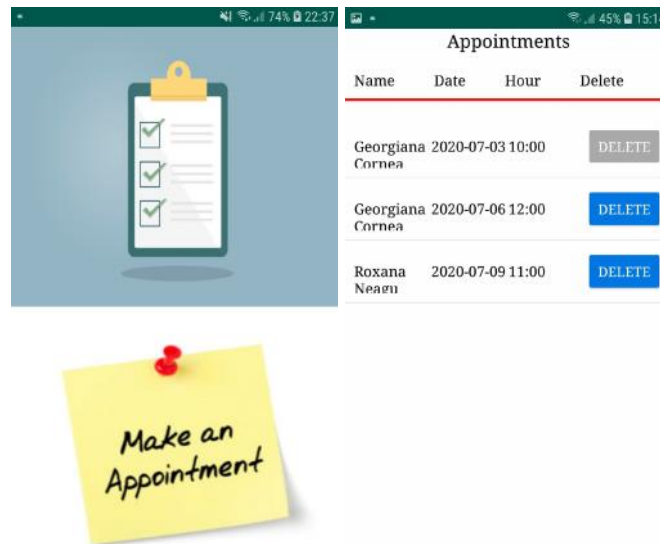 74% 22:37
Make an
Appointment
45% 15:14
Appointments
Name Date Hour Delete
Georgiana 2020-07-03 10:00 DELETE
Cornea
Georgiana 2020-07-06 12:00 DELETE
Cornea
Roxana 2020-07-09 11:00 DELETE
Neagu